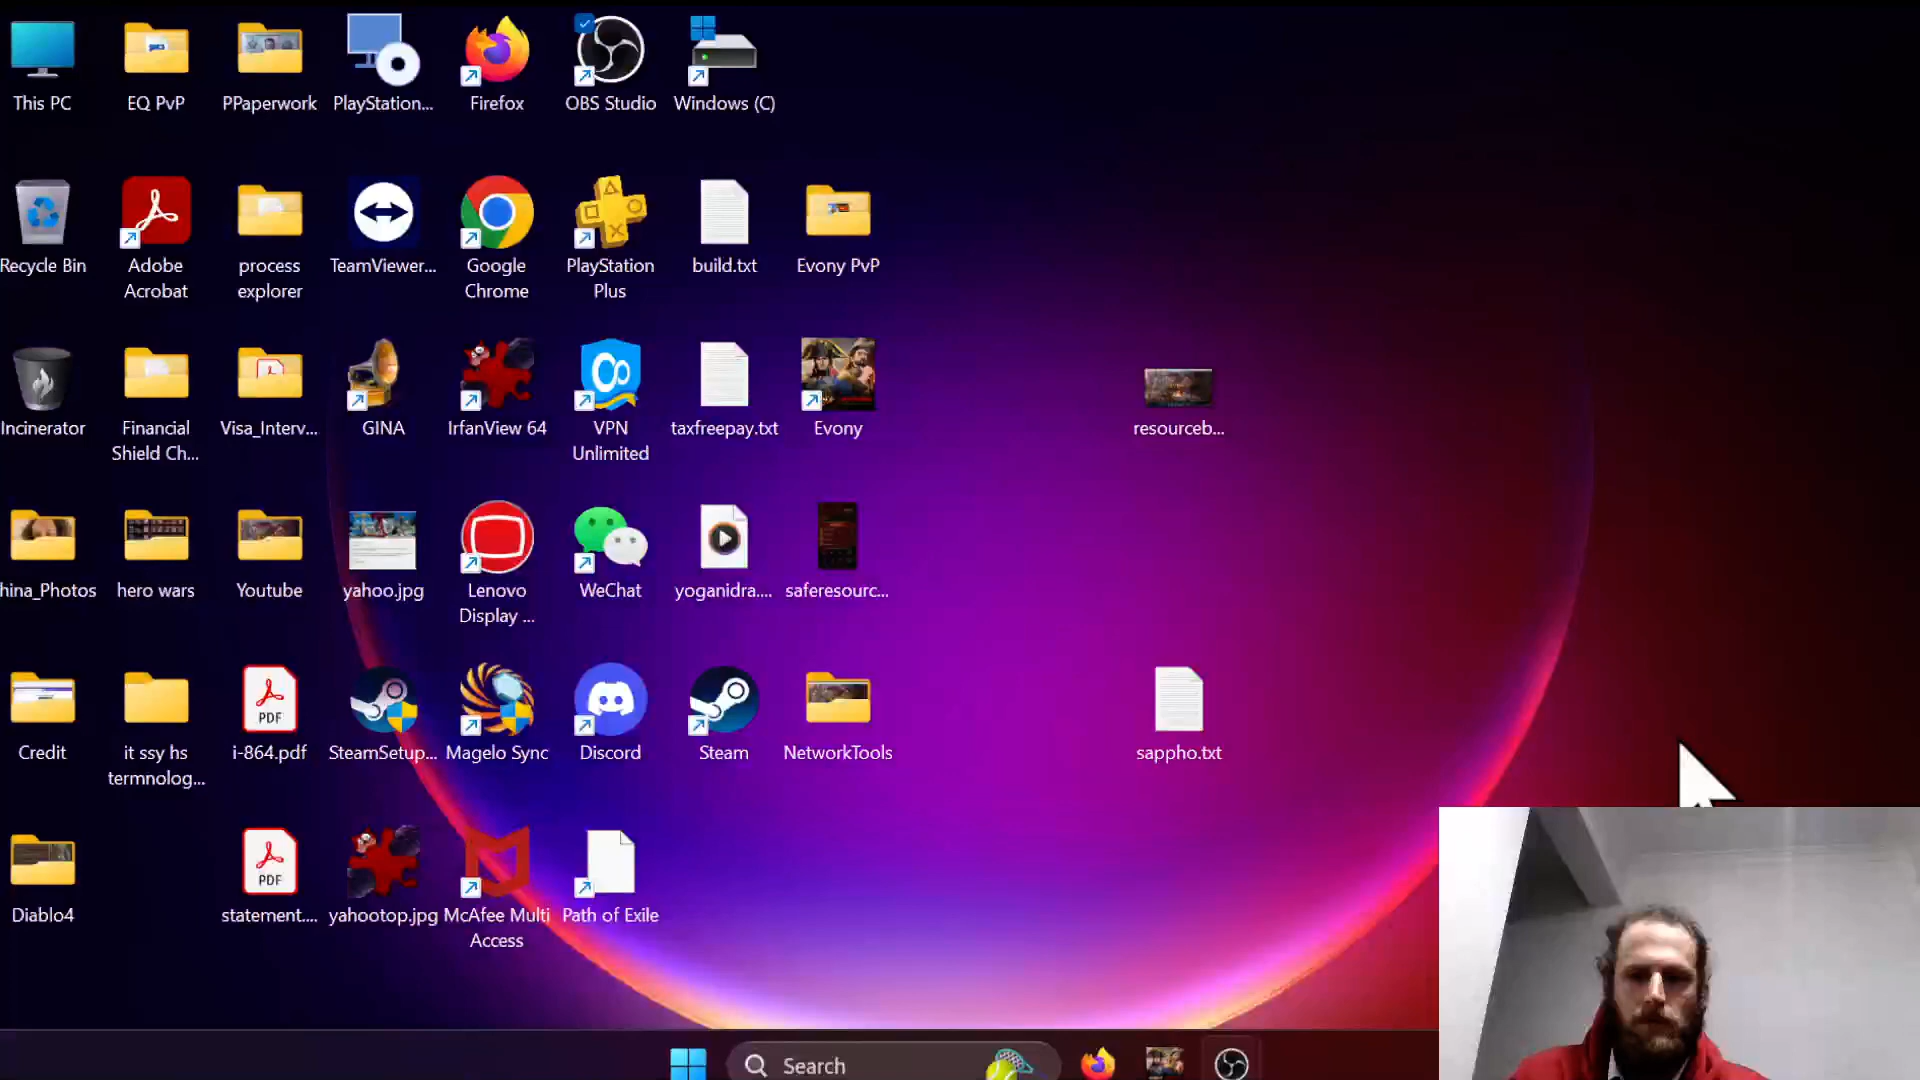 This PC
EQ PvP
PPaperwork
PlayStation...
Firefox
OBS Studio
Windows (C)
Recycle Bin
Adobe
Acrobat
process
explorer
TeamViewer...
Google
Chrome
PlayStation
Plus
build.txt
Evony PvP
Incinerator
Financial
Shield Ch...
Visa_Interv...
GINA
IrfanView 64
VPN
Unlimited
taxfreepay.txt
Evony
resourceb...
hina_Photos
hero wars
Youtube
yahoo.jpg
Lenovo
Display ...
WeChat
yoganidra....
saferesourc...
Credit
it ssy hs
termnolog...
PDF
i-864.pdf
SteamSetup...
Magelo Sync
Discord
Steam
NetworkTools
sappho.txt
Diablo4
PDF
statement....
yahootop.jpg
McAfee Multi
Access
Path of Exile
Search